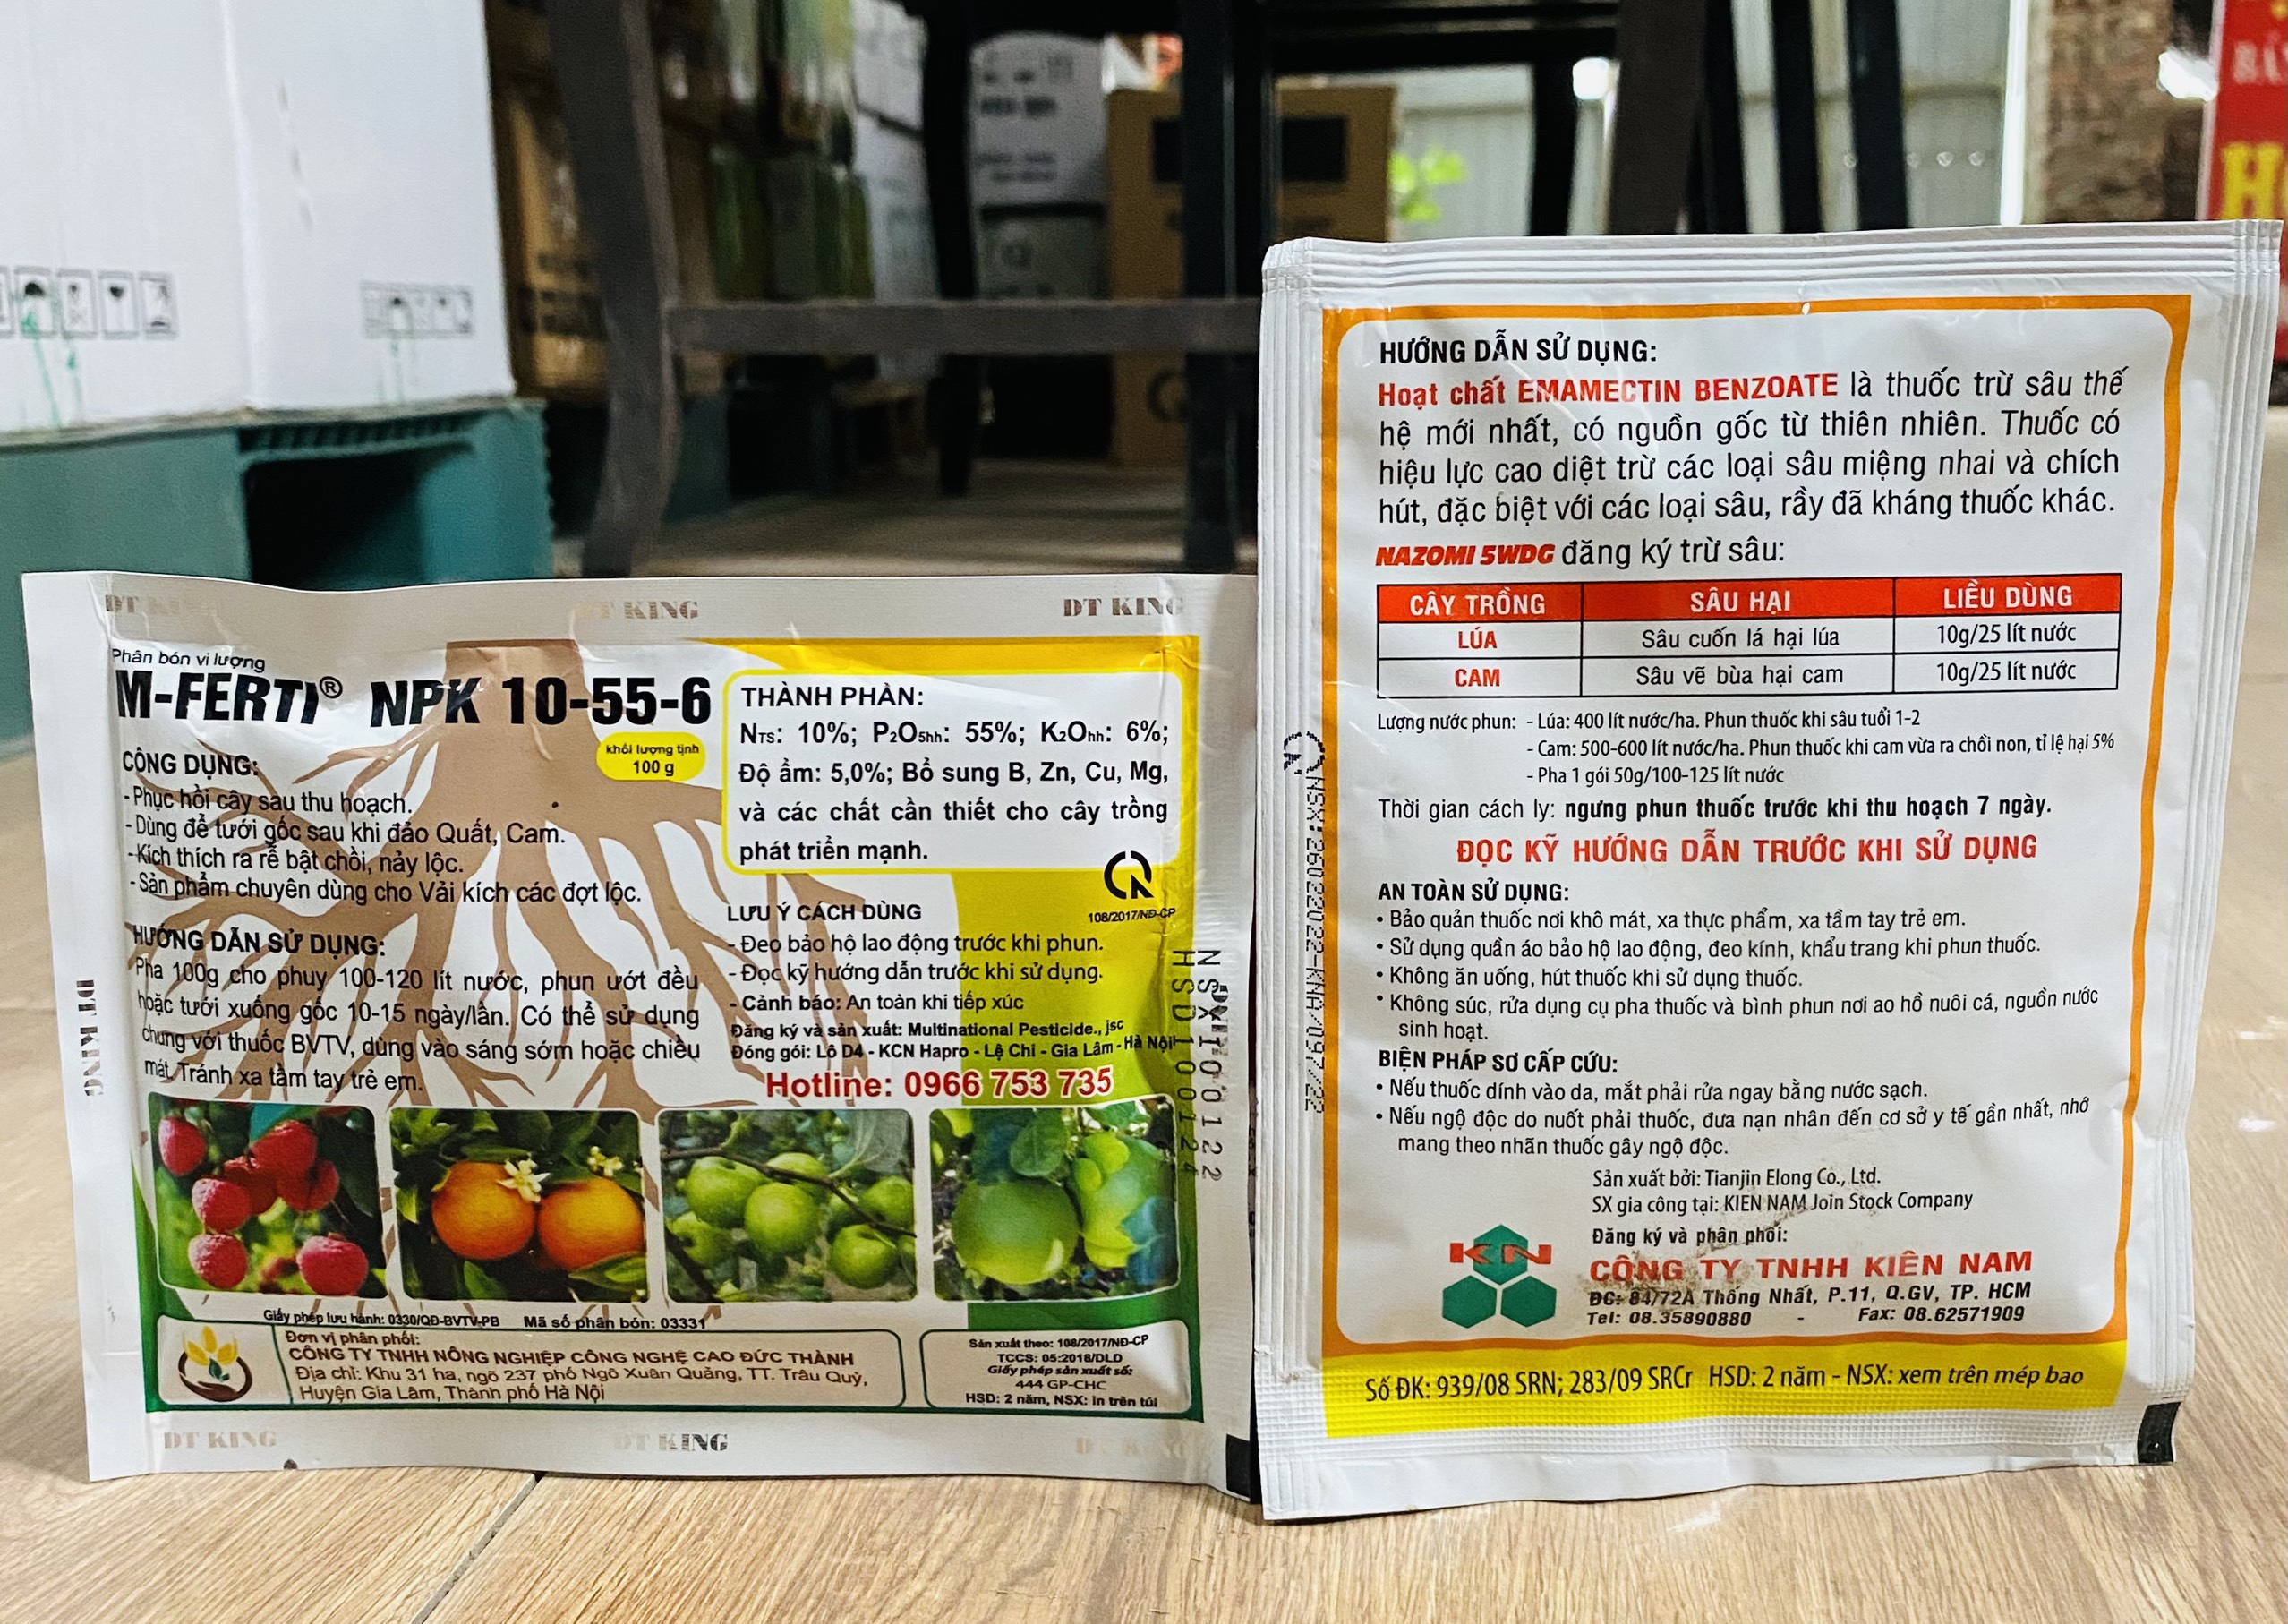 DT KING
DT KING
DT KING
Phân bón vi lượng
M-FERTI® NPK 10-55-6
khối lượng tịnh
100 g
CÔNG DỤNG:
- Phục hồi cây sau thu hoạch.
- Dùng để tưới gốc sau khi đảo Quất, Cam.
- Kích thích ra rễ bật chồi, nảy lộc.
- Sản phẩm chuyên dùng cho Vải kích các đợt lộc.
HƯỚNG DẪN SỬ DỤNG:
Pha 100g cho phuy 100-120 lít nước, phun ướt đều
hoặc tưới xuống gốc 10-15 ngày/lần. Có thể sử dụng
chung với thuốc BVTV, dùng vào sáng sớm hoặc chiều
mát. Tránh xa tầm tay trẻ em.
THÀNH PHẦN:
NTS: 10%; P2O5hh: 55%; K2Ohh: 6%;
Độ ẩm: 5,0%; Bổ sung B, Zn, Cu, Mg,
và các chất cần thiết cho cây trồng
phát triển mạnh.
108/2017/NĐ-CP
LƯU Ý CÁCH DÙNG
- Đeo bảo hộ lao động trước khi phun.
- Đọc kỹ hướng dẫn trước khi sử dụng.
- Cảnh báo: An toàn khi tiếp xúc
Đăng ký và sản xuất: Multinational Pesticide., jsc
Đóng gói: Lô D4 - KCN Hapro - Lệ Chi - Gia Lâm - Hà Nội
Hotline: 0966 753 735
NSX100122
HSD100124
DT KING
Giấy phép lưu hành: 0330/QĐ-BVTV-PB Mã số phân bón: 03331
Đơn vị phân phối:
CÔNG TY TNHH NÔNG NGHIỆP CÔNG NGHỆ CAO ĐỨC THÀNH
Địa chỉ: Khu 31 ha, ngõ 237 phố Ngô Xuân Quảng, TT. Trâu Quỳ,
Huyện Gia Lâm, Thành phố Hà Nội
Sản xuất theo: 108/2017/NĐ-CP
TCCS: 05:2018/DLD
Giấy phép sản xuất số:
444 GP-CHC
HSD: 2 năm, NSX: in trên túi
DT KING
DT KING
HƯỚNG DẪN SỬ DỤNG:
Hoạt chất EMAMECTIN BENZOATE là thuốc trừ sâu thế
hệ mới nhất, có nguồn gốc từ thiên nhiên. Thuốc có
hiệu lực cao diệt trừ các loại sâu miệng nhai và chích
hút, đặc biệt với các loại sâu, rầy đã kháng thuốc khác.
NAZOMI 5WDG đăng ký trừ sâu:
CÂY TRỒNG SÂU HẠI LIỀU DÙNG
LÚA Sâu cuốn lá hại lúa 10g/25 lít nước
CAM Sâu vẽ bùa hại cam 10g/25 lít nước
Lượng nước phun: - Lúa: 400 lít nước/ha. Phun thuốc khi sâu tuổi 1-2
- Cam: 500-600 lít nước/ha. Phun thuốc khi cam vừa ra chồi non, tỉ lệ hại 5%
- Pha 1 gói 50g/100-125 lít nước
Thời gian cách ly: ngưng phun thuốc trước khi thu hoạch 7 ngày.
ĐỌC KỸ HƯỚNG DẪN TRƯỚC KHI SỬ DỤNG
AN TOÀN SỬ DỤNG:
• Bảo quản thuốc nơi khô mát, xa thực phẩm, xa tầm tay trẻ em.
• Sử dụng quần áo bảo hộ lao động, đeo kính, khẩu trang khi phun thuốc.
• Không ăn uống, hút thuốc khi sử dụng thuốc.
• Không súc, rửa dụng cụ pha thuốc và bình phun nơi ao hồ nuôi cá, nguồn nước
sinh hoạt.
BIỆN PHÁP SƠ CẤP CỨU:
• Nếu thuốc dính vào da, mắt phải rửa ngay bằng nước sạch.
• Nếu ngộ độc do nuốt phải thuốc, đưa nạn nhân đến cơ sở y tế gần nhất, nhớ
mang theo nhãn thuốc gây ngộ độc.
Sản xuất bởi: Tianjin Elong Co., Ltd.
SX gia công tại: KIEN NAM Join Stock Company
Đăng ký và phân phối:
KN
CÔNG TY TNHH KIÊN NAM
ĐC: 84/72A Thống Nhất, P.11, Q.GV, TP. HCM
Tel: 08.35890880 - Fax: 08.62571909
Số ĐK: 939/08 SRN; 283/09 SRCr HSD: 2 năm - NSX: xem trên mép bao
NSX:26032022-KNA/097/22